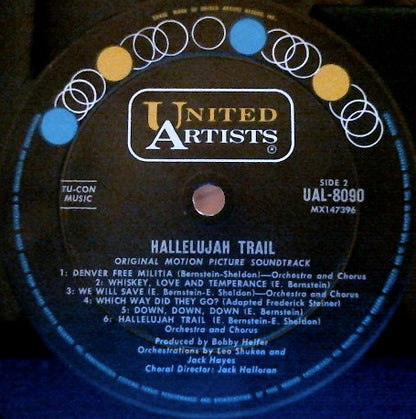 UNITED
ARTISTS
®
TU-CON
MUSIC
SIDE 2
UAL-8090
MX147396
HALLELUJAH TRAIL
ORIGINAL MOTION PICTURE SOUNDTRACK
1: DENVER FREE MILITIA (Bernstein-Sheldon)—Orchestra and Chorus
2: WHISKEY, LOVE AND TEMPERANCE (E. Bernstein)
3: WE WILL SAVE (E. Bernstein-E. Sheldon)—Orchestra and Chorus
4: WHICH WAY DID THEY GO? (Adapted Frederick Steiner)
5: DOWN, DOWN, DOWN (E. Bernstein)
6: HALLELUJAH TRAIL (E. Bernstein-E. Sheldon)
Orchestra and Chorus
Produced by Bobby Helfer
Orchestrations by Leo Shuken and
Jack Hayes
Choral Director: Jack Halloran